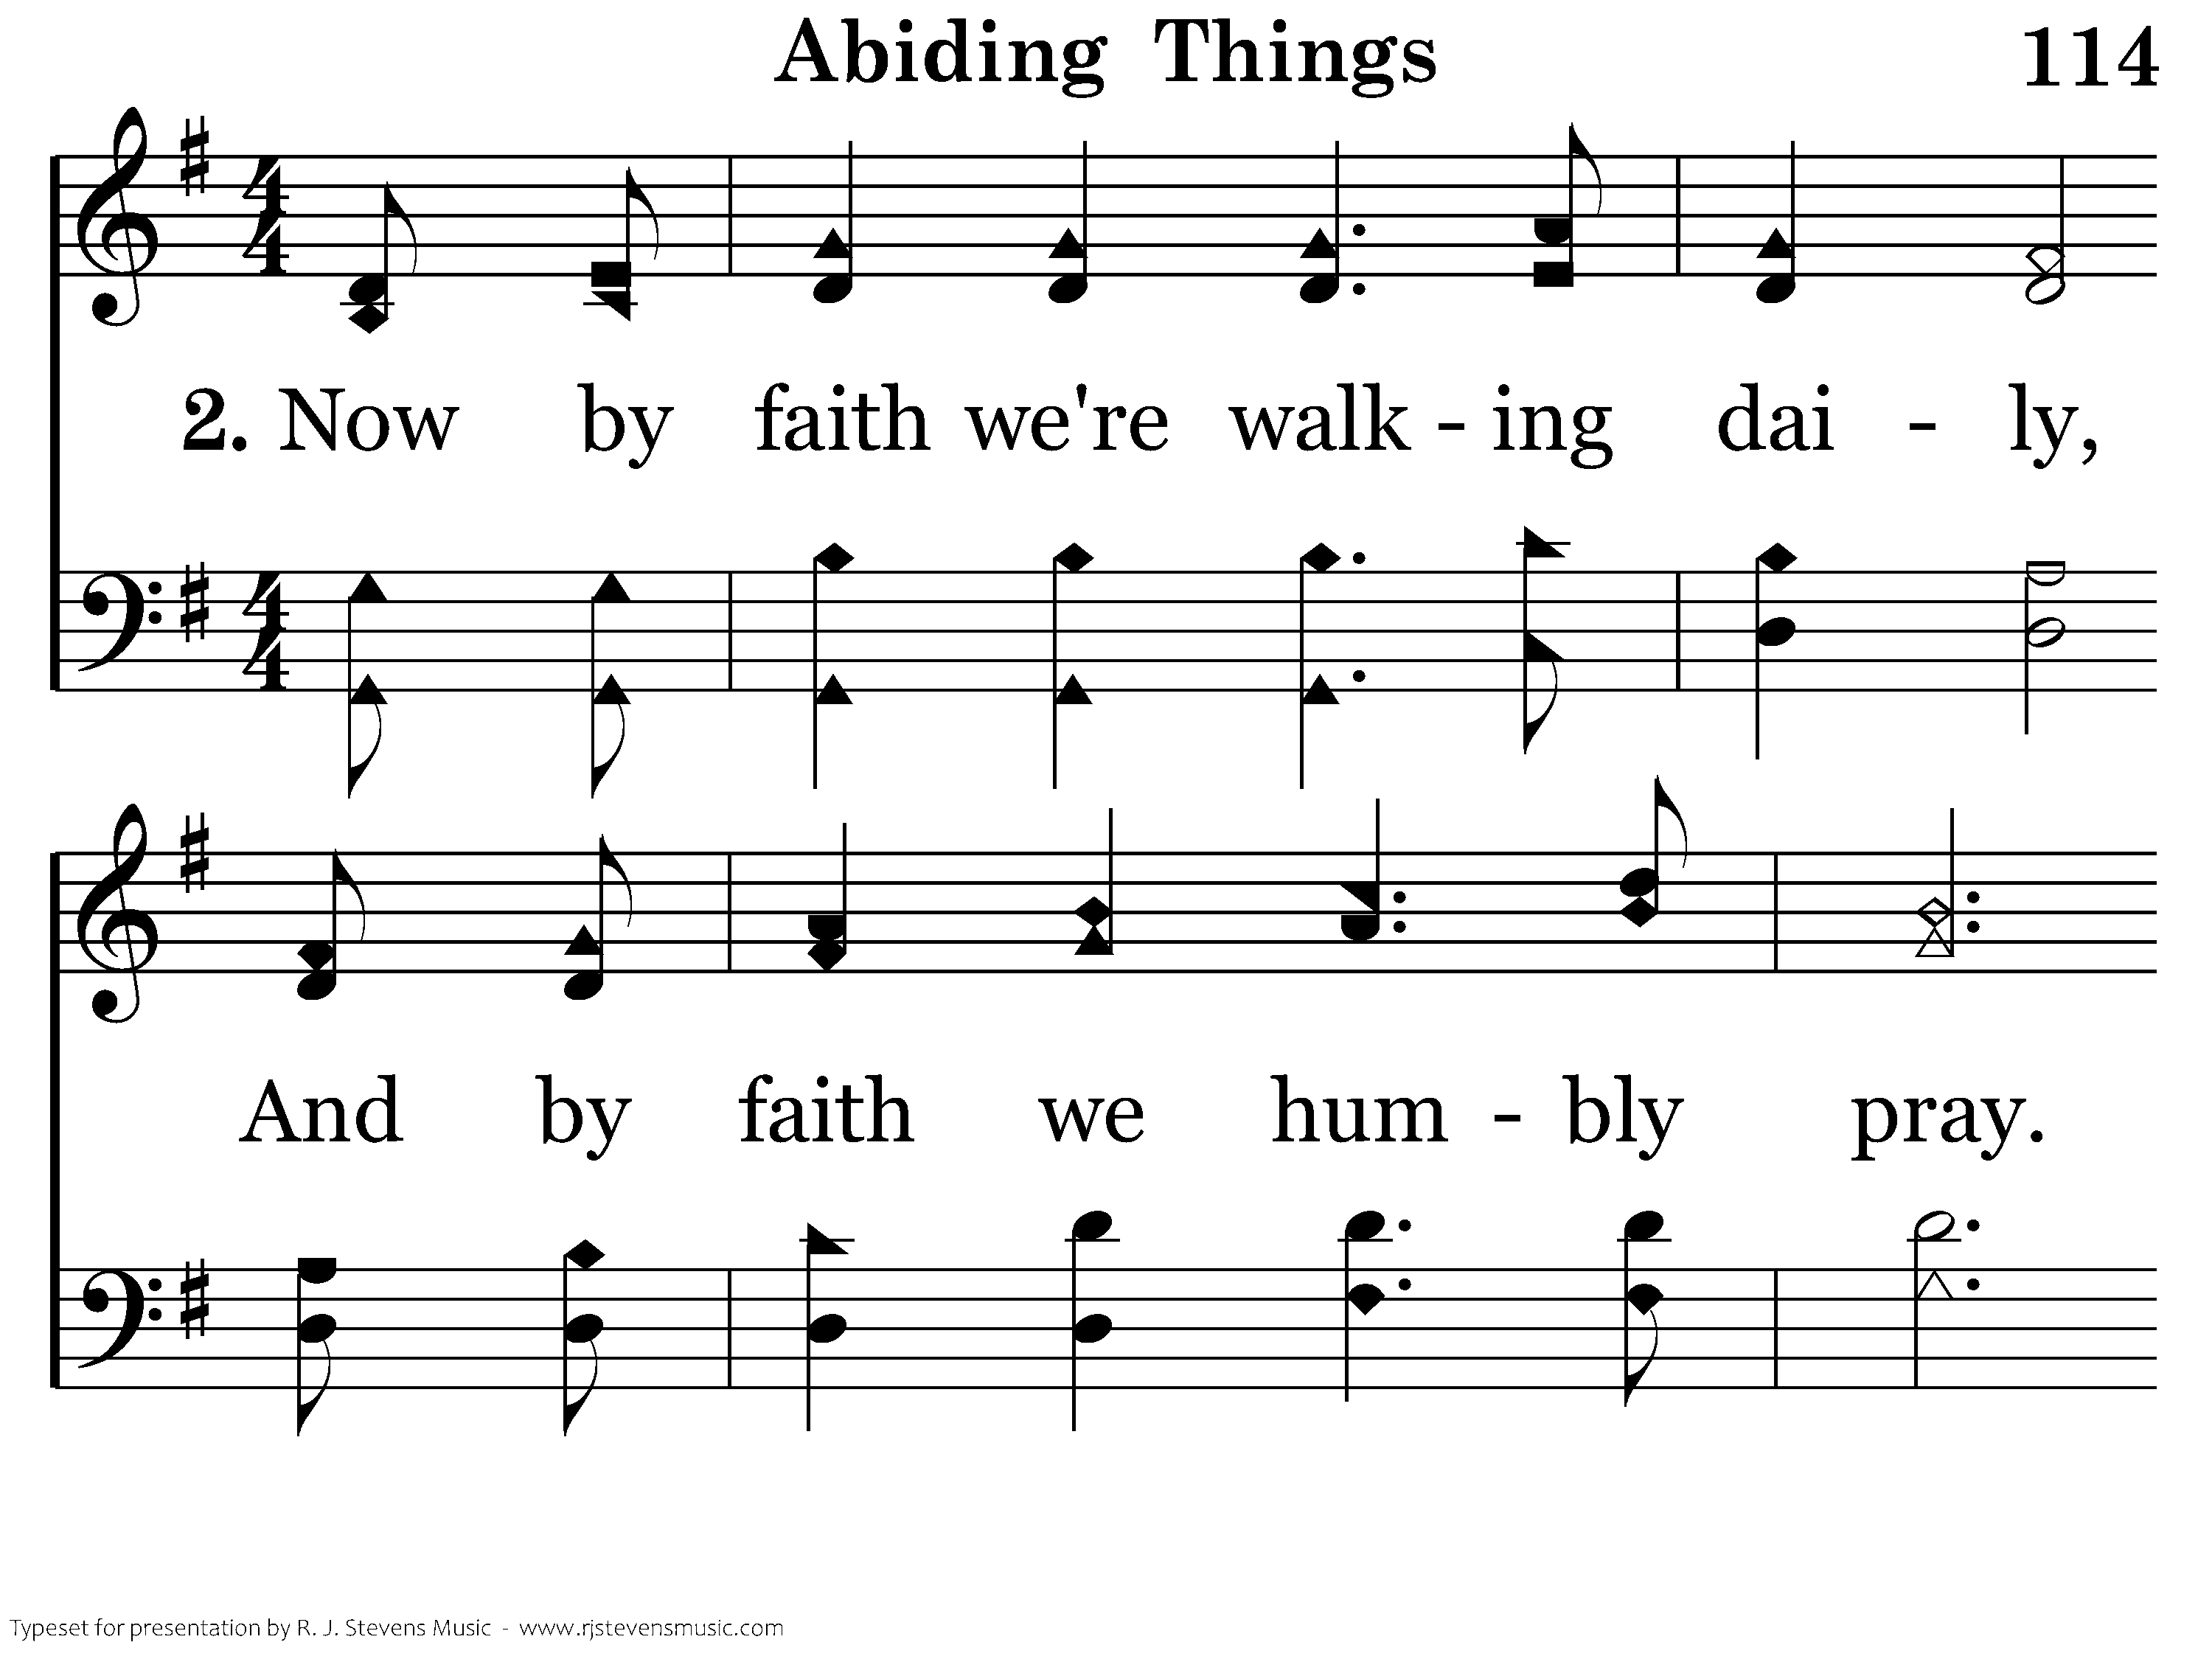 Abiding Things 114
2. Now by faith we're walk - ing dai - ly,
And by faith we hum - bly pray.
Typeset for presentation by R. J. Stevens Music - www.rjstevensmusic.com